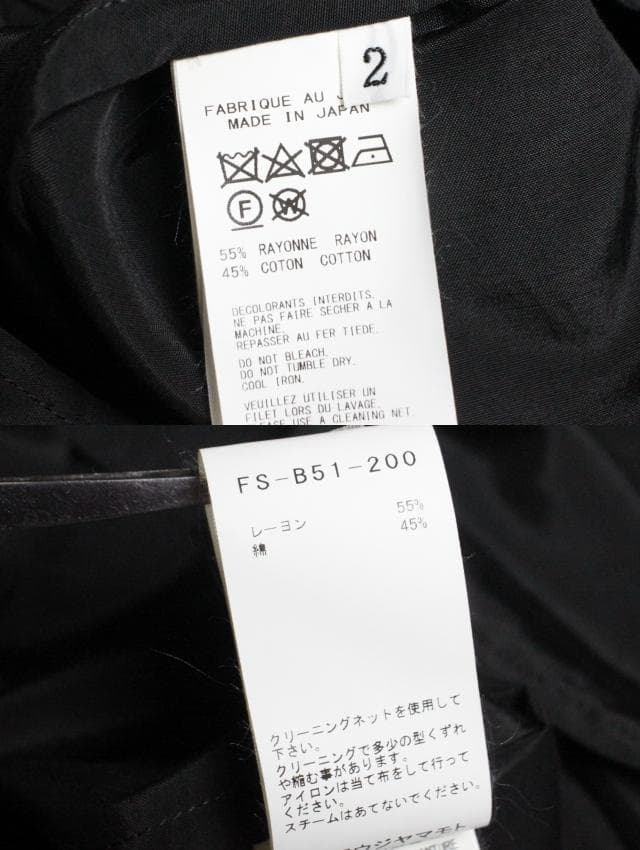 2
FABRIQUE AU
MADE IN JAPAN
F
W
55% RAYONNE RAYON
45% COTON COTTON
DECOLORANTS INTERDITS.
NE PAS FAIRE SECHER A LA
MACHINE.
REPASSER AU FER TIEDE.
DO NOT BLEACH.
DO NOT TUMBLE DRY.
COOL IRON.
VEUILLEZ UTILISER UN
FILET LORS DU LAVAGE.
USE A CLEANING NET
FS-B51-200
レーヨン 55%
綿 45%
クリーニングネットを使用して
下さい。
クリーニングで多少の型くずれ
や縮む事があります。
アイロンは当て布をして行って
ください。
スチームはあてないでください。
ウジヤマモト